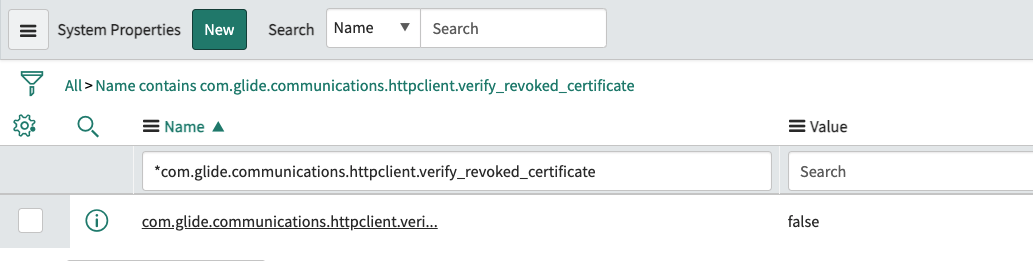 System Properties New Search Name Search
All > Name contains com.glide.communications.httpclient.verify_revoked_certificate
Name Value
*com.glide.communications.httpclient.verify_revoked_certificate Search
com.glide.communications.httpclient.veri... false